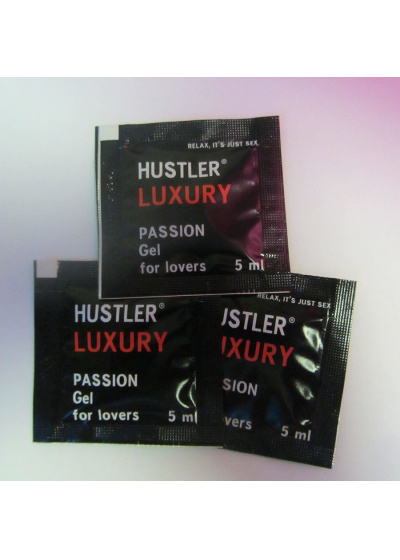 RELAX, IT'S JUST SEX
HUSTLER®
LUXURY
PASSION
Gel
for lovers 5 ml
HUSTLER®
LUXURY
PASSION
Gel
for lovers 5 ml
RELAX, IT'S JUST SEX
USTLER®
UXURY
SSION
vers 5 ml